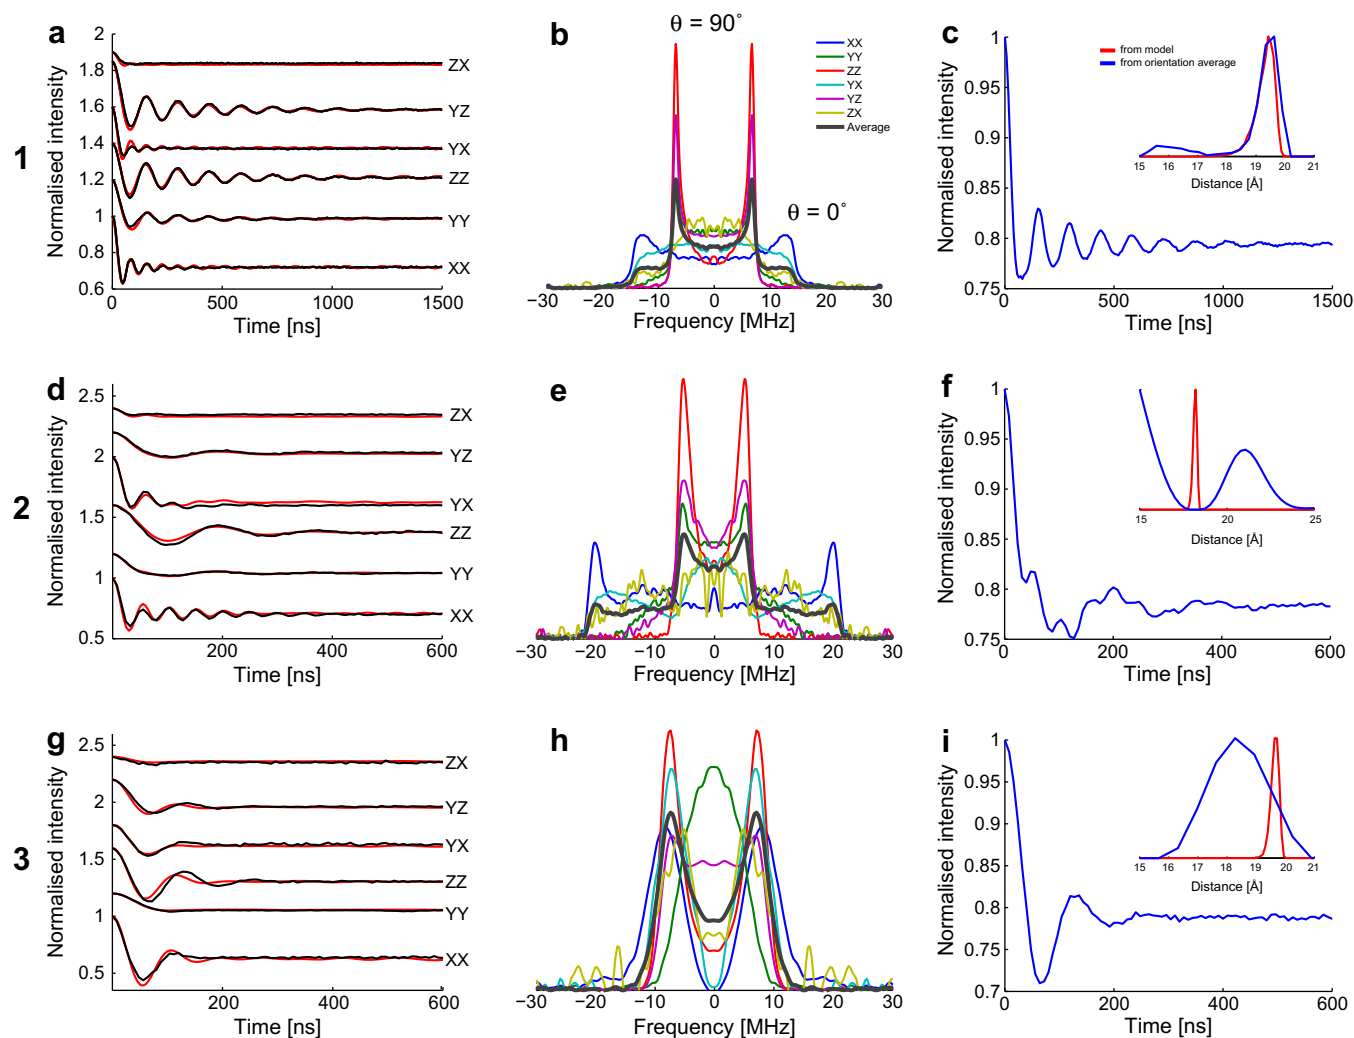 1
a
Normalised intensity
2
1.8
1.6
1.4
1.2
1
0.8
0.6
0
500
1000
1500
Time [ns]
ZX
YZ
YX
ZZ
YY
XX
b
θ = 90°
θ = 0°
XX
YY
ZZ
YX
YZ
ZX
Average
−30
−20
−10
0
10
20
30
Frequency [MHz]
c
Normalised intensity
1
0.95
0.9
0.85
0.8
0.75
0
500
1000
1500
Time [ns]
from model
from orientation average
15
16
17
18
19
20
21
Distance [Å]
2
d
Normalised intensity
2.5
2
1.5
1
0.5
0
200
400
600
Time [ns]
ZX
YZ
YX
ZZ
YY
XX
e
−30
−20
−10
0
10
20
30
Frequency [MHz]
f
Normalised intensity
1
0.95
0.9
0.85
0.8
0.75
0
200
400
600
Time [ns]
15
20
25
Distance [Å]
3
g
Normalised intensity
2.5
2
1.5
1
0.5
200
400
600
Time [ns]
ZX
YZ
YX
ZZ
YY
XX
h
−30
−20
−10
0
10
20
30
Frequency [MHz]
i
Normalised intensity
1
0.95
0.9
0.85
0.8
0.75
0.7
0
200
400
600
Time [ns]
15
16
17
18
19
20
21
Distance [Å]